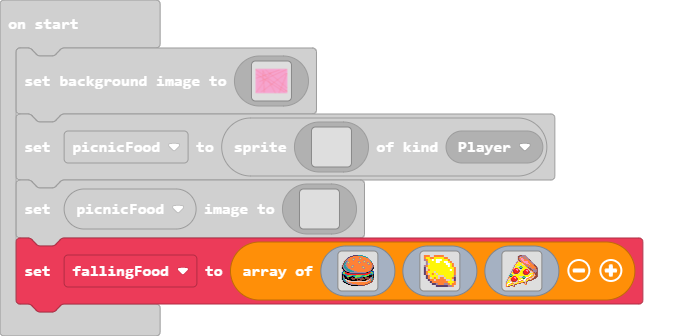 on start
set background image to
set picnicFood to sprite of kind Player
set picnicFood image to
set fallingFood to array of